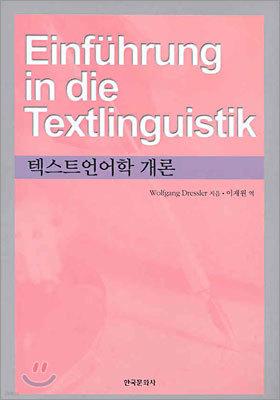 Einführung
in die
Textlinguistik
텍스트언어학 개론
Wolfgang Dressler 지음 · 이재원 역
한국문화사